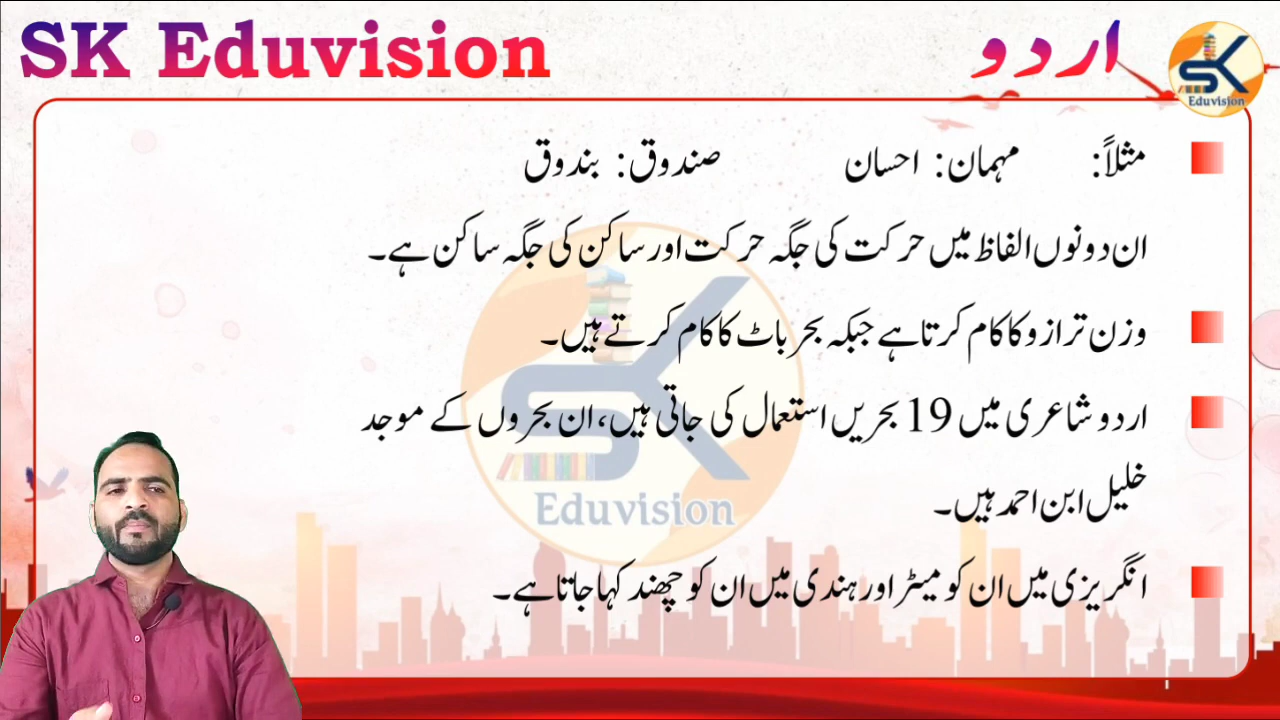 SK Eduvision
اردو
SK
Eduvision
مثلاً: مہمان: احسان صندوق: بندوق
ان دونوں الفاظ میں حرکت کی جگہ حرکت اور ساکن کی جگہ ساکن ہے۔
وزن ترازو کا کام کرتا ہے جبکہ بحر باٹ کا کام کرتے ہیں۔
اردو شاعری میں 19 بحریں استعمال کی جاتی ہیں، ان بحروں کے موجد
خلیل ابن احمد ہیں۔
انگریزی میں ان کو میٹر اور ہندی میں ان کو چھند کہا جاتا ہے۔
SK
Eduvision